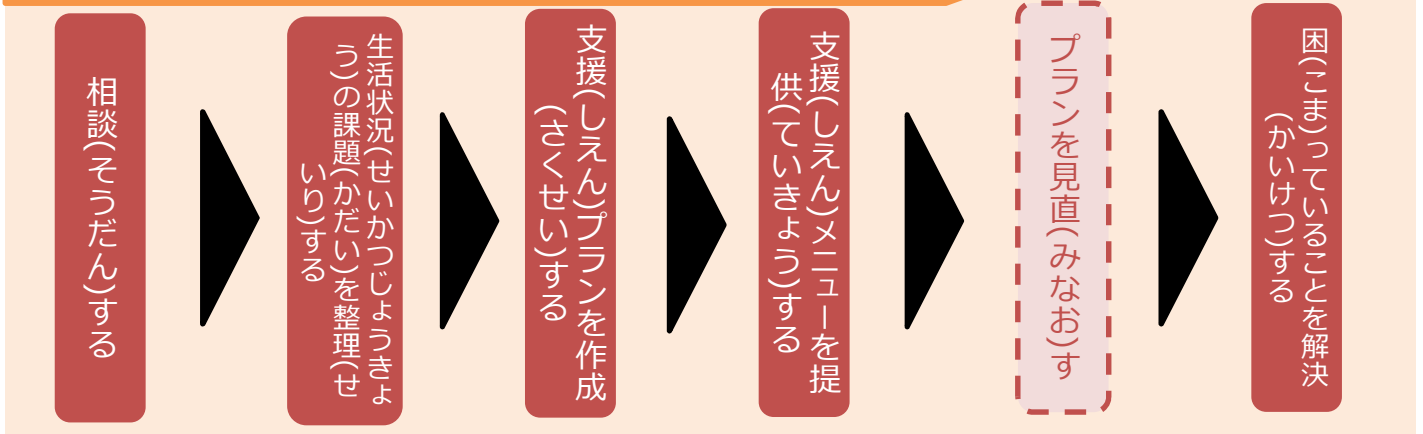 相談(そうだん)する
生活状況(せいかつじょうきょ
う)の課題(かだい)を整理(せ
いり)する
支援(しえん)プランを作成
(さくせい)する
支援(しえん)メニューを提
供(ていきょう)する
プランを見直(みなお)す
困(こま)っていることを解決
(かいけつ)する